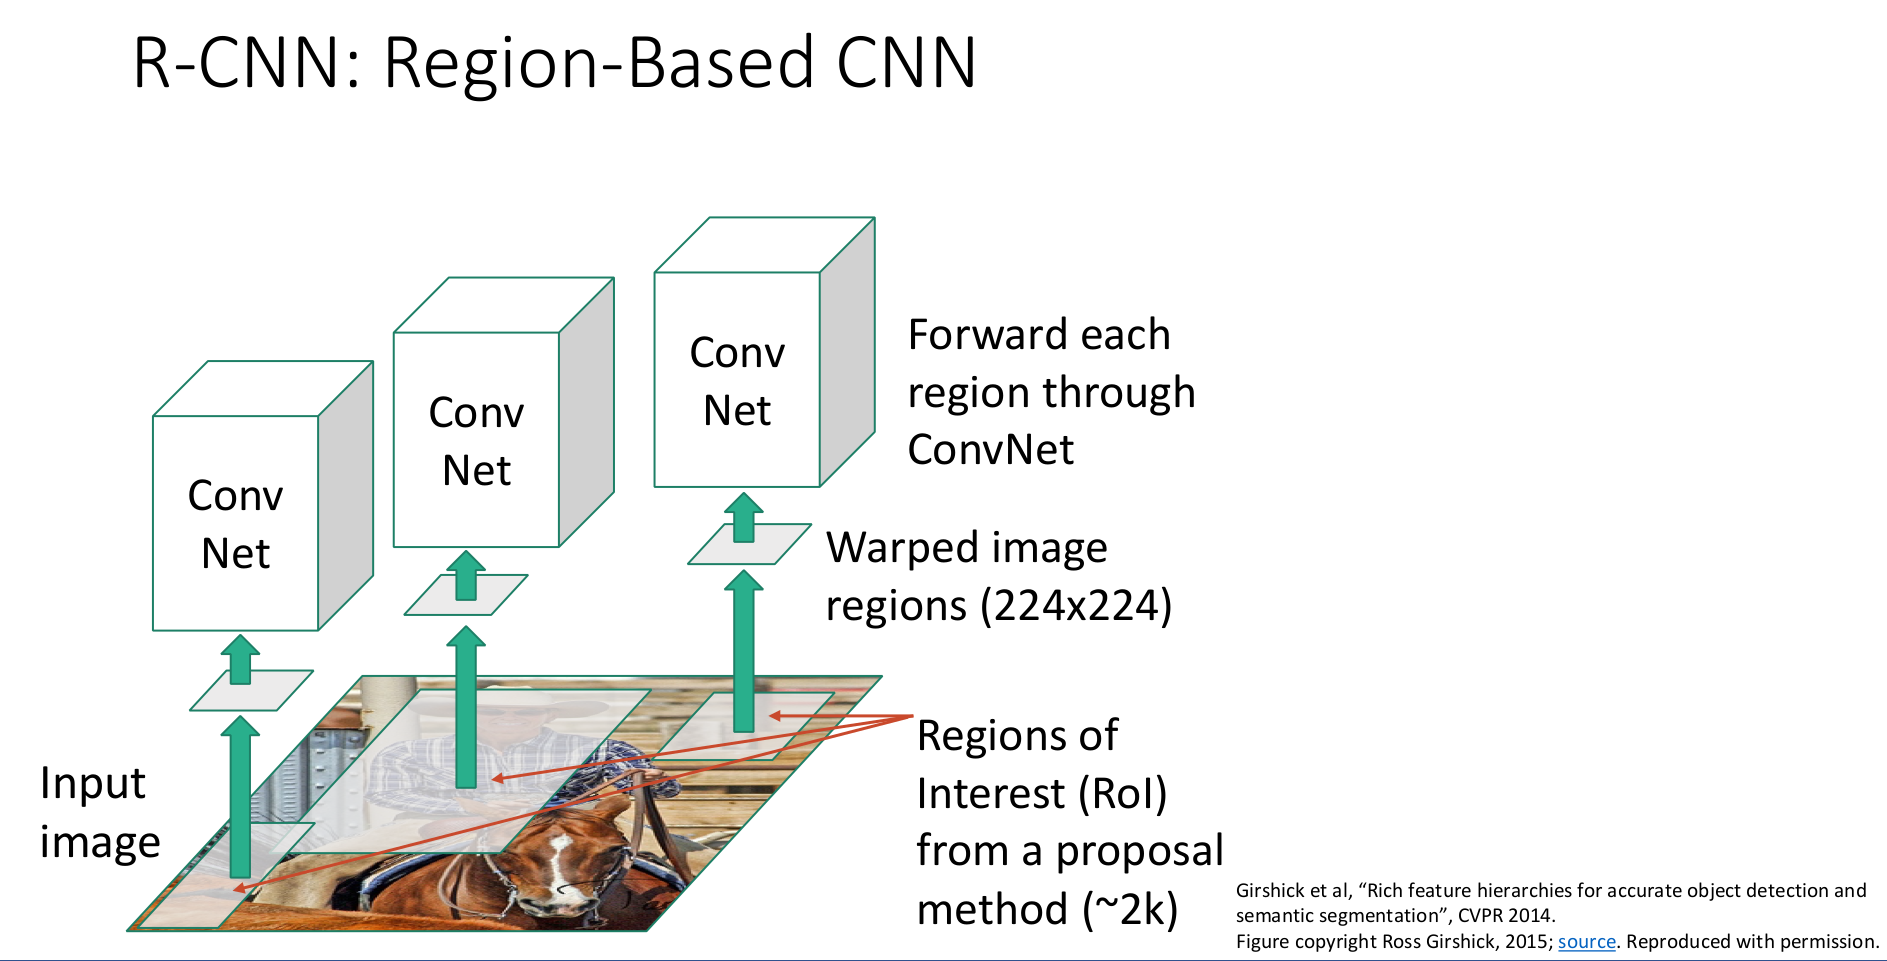 R-CNN: Region-Based CNN
Conv
Net
Conv
Net
Conv
Net
Forward each
region through
ConvNet
Warped image
regions (224x224)
Input
image
Regions of
Interest (RoI)
from a proposal
method (~2k)
Girshick et al, “Rich feature hierarchies for accurate object detection and
semantic segmentation”, CVPR 2014.
Figure copyright Ross Girshick, 2015; source. Reproduced with permission.